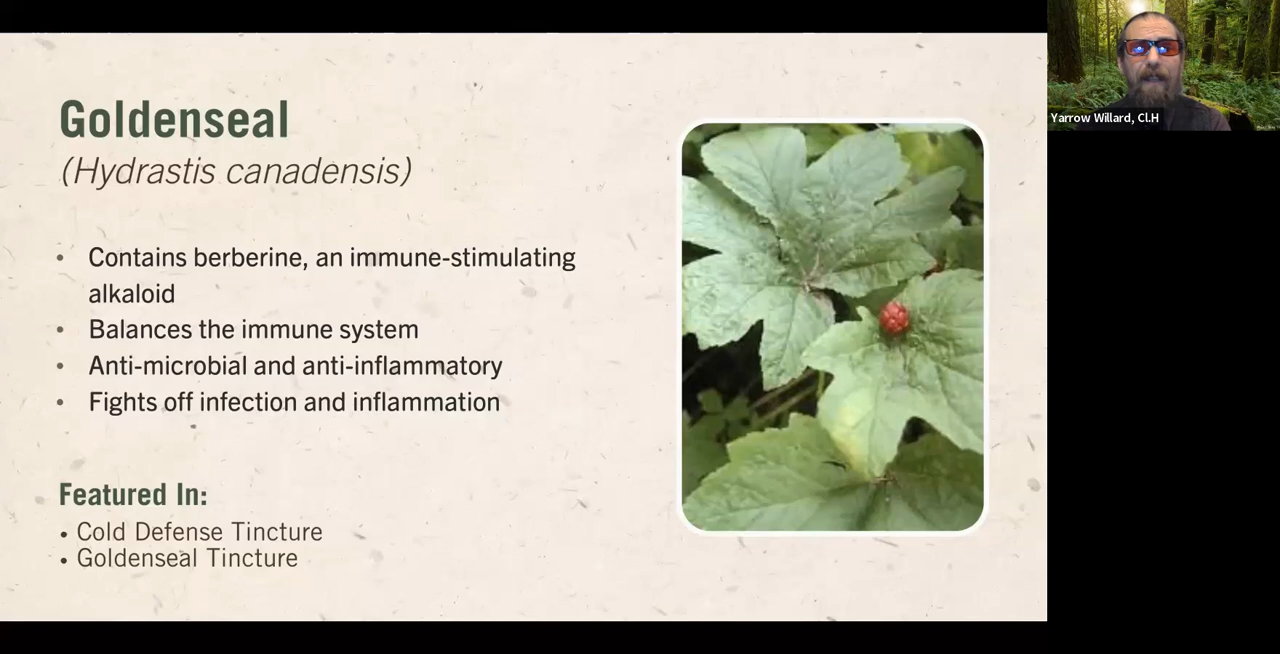 Goldenseal
(Hydrastis canadensis)
• Contains berberine, an immune-stimulating
alkaloid
• Balances the immune system
• Anti-microbial and anti-inflammatory
• Fights off infection and inflammation
Featured In:
• Cold Defense Tincture
• Goldenseal Tincture
Yarrow Willard, Cl.H